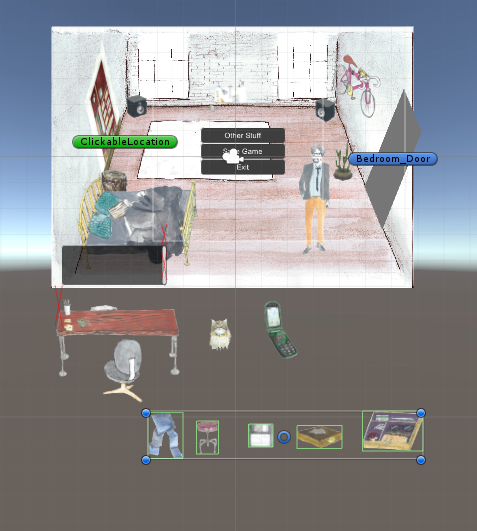 Other Stuff
ClickableLocation
Game
Bedroom_Door
Exit